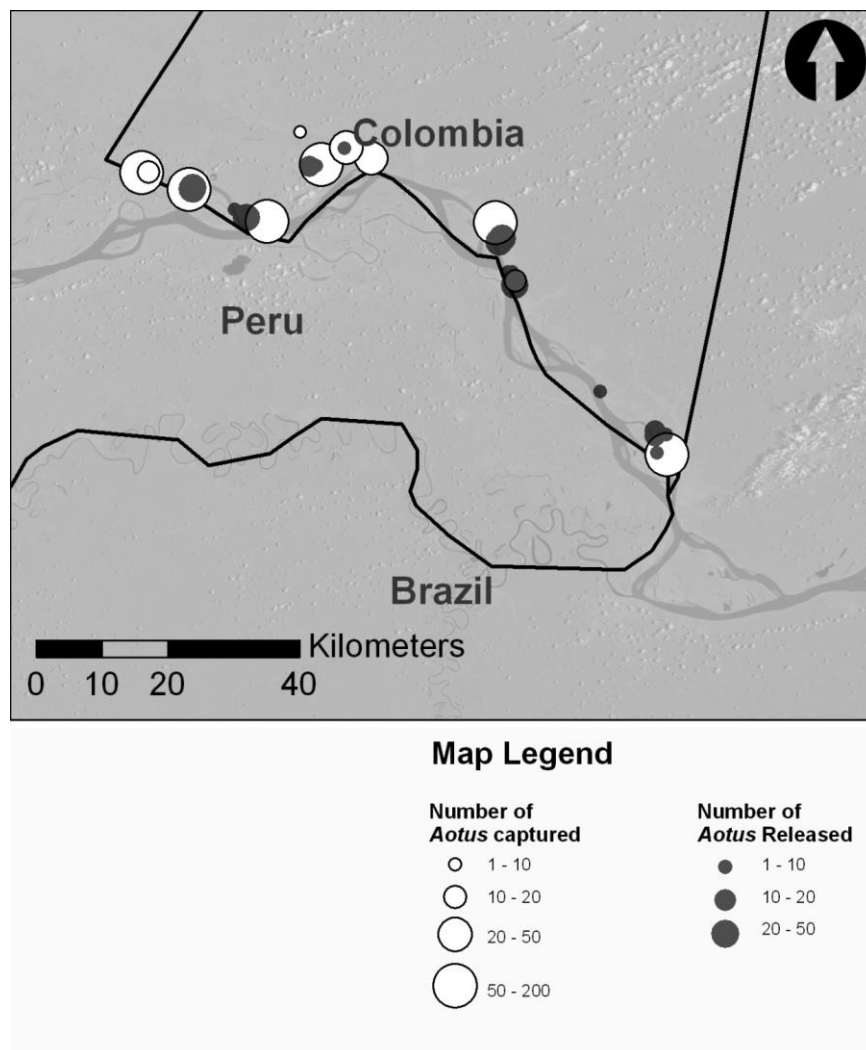 Colombia
Peru
Brazil
Kilometers
0 10 20 40
Map Legend
Number of
Aotus captured
1 - 10
10 - 20
20 - 50
50 - 200
Number of
Aotus Released
1 - 10
10 - 20
20 - 50